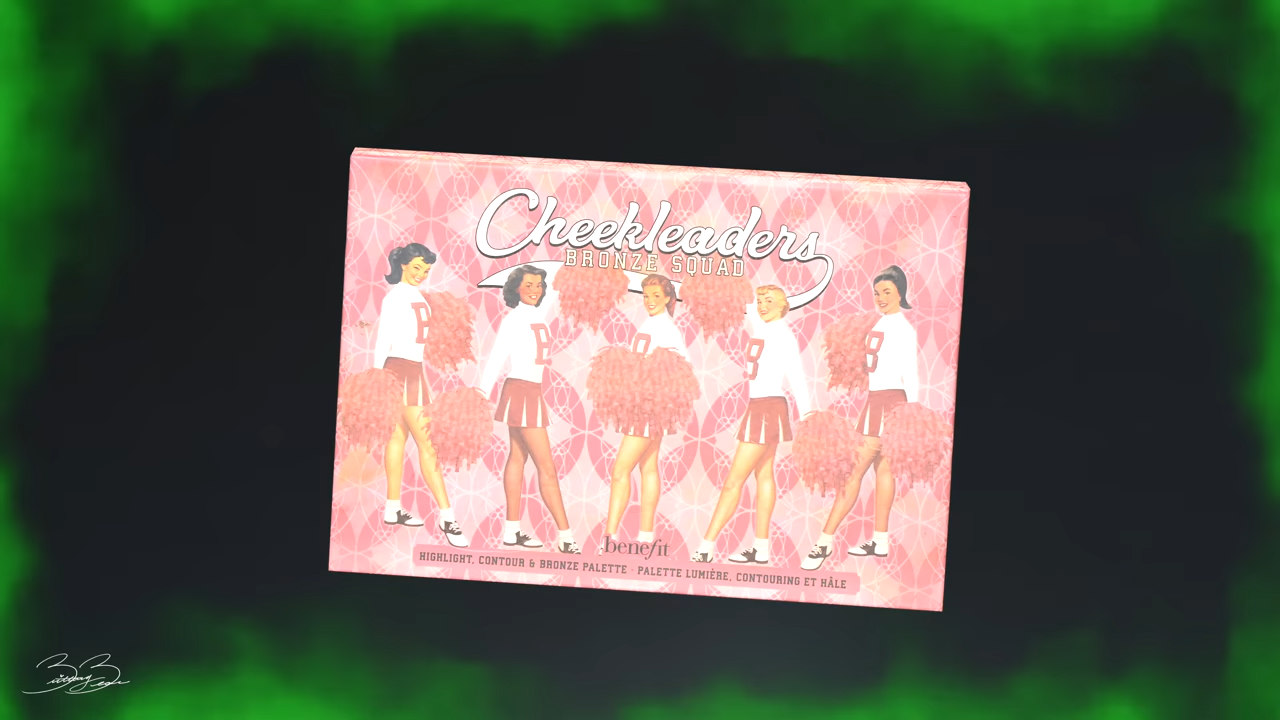 Cheekleaders
BRONZE SQUAD
B
B
B
B
benefit
HIGHLIGHT, CONTOUR & BRONZE PALETTE · PALETTE LUMIÈRE, CONTOURING ET HÂLE